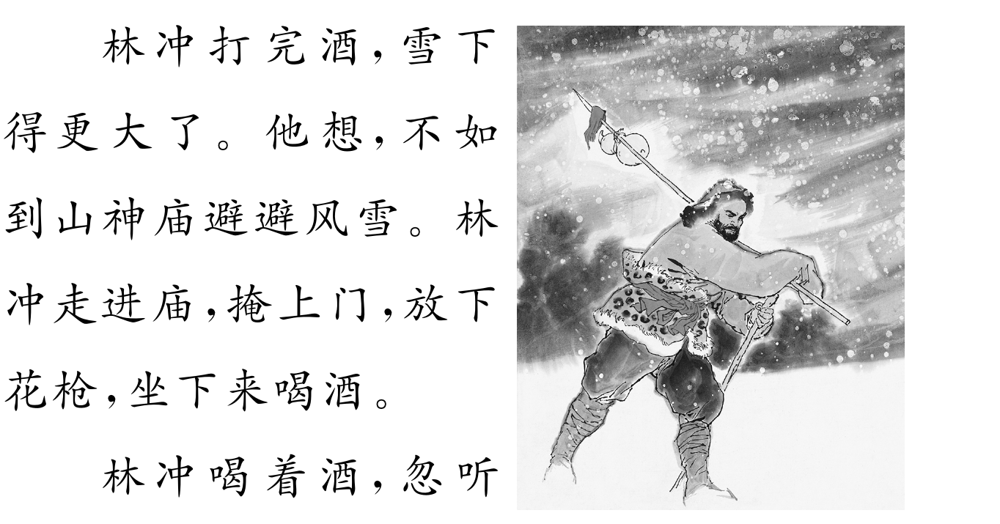 林冲打完酒，雪下
得更大了。他想，不如
到山神庙避避风雪。林
冲走进庙，掩上门，放下
花枪，坐下来喝酒。
林冲喝着酒，忽听